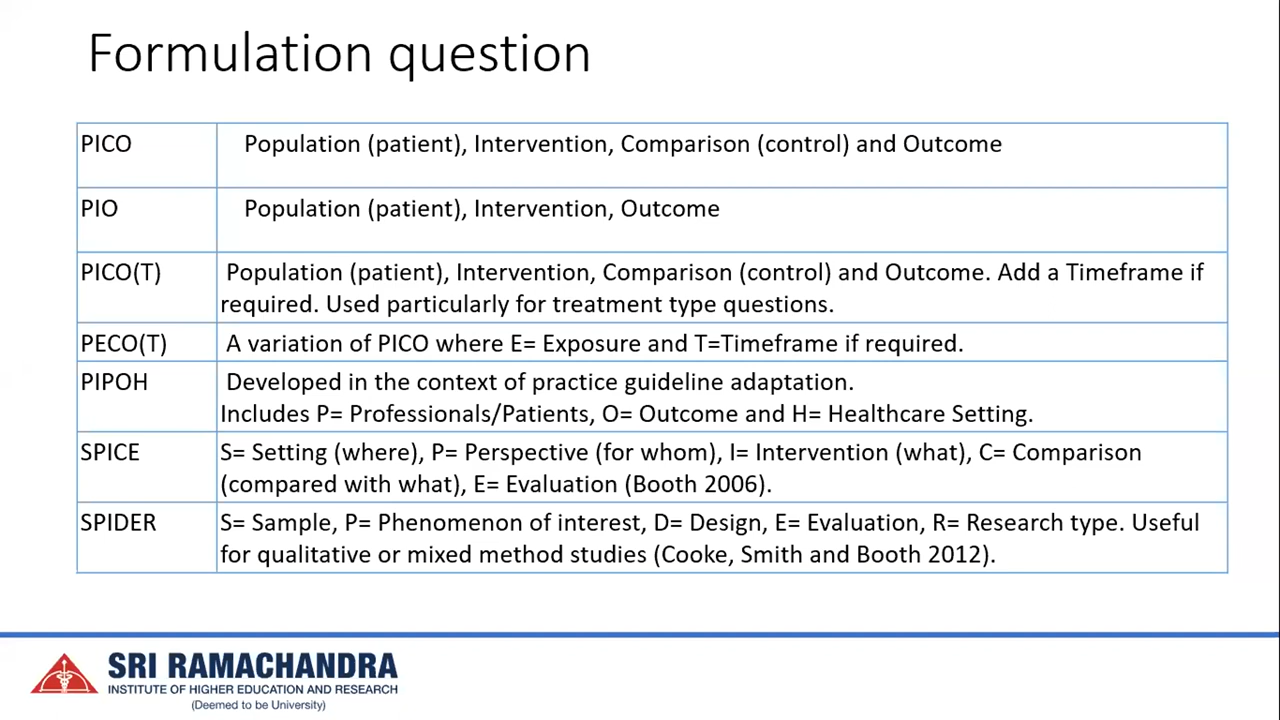 Formulation question
PICO
Population (patient), Intervention, Comparison (control) and Outcome
PIO
Population (patient), Intervention, Outcome
PICO(T)
Population (patient), Intervention, Comparison (control) and Outcome. Add a Timeframe if
required. Used particularly for treatment type questions.
PECO(T)
A variation of PICO where E= Exposure and T=Timeframe if required.
PIPOH
Developed in the context of practice guideline adaptation.
Includes P= Professionals/Patients, O= Outcome and H= Healthcare Setting.
SPICE
S= Setting (where), P= Perspective (for whom), I= Intervention (what), C= Comparison
(compared with what), E= Evaluation (Booth 2006).
SPIDER
S= Sample, P= Phenomenon of interest, D= Design, E= Evaluation, R= Research type. Useful
for qualitative or mixed method studies (Cooke, Smith and Booth 2012).
SRI RAMACHANDRA
INSTITUTE OF HIGHER EDUCATION AND RESEARCH
(Deemed to be University)